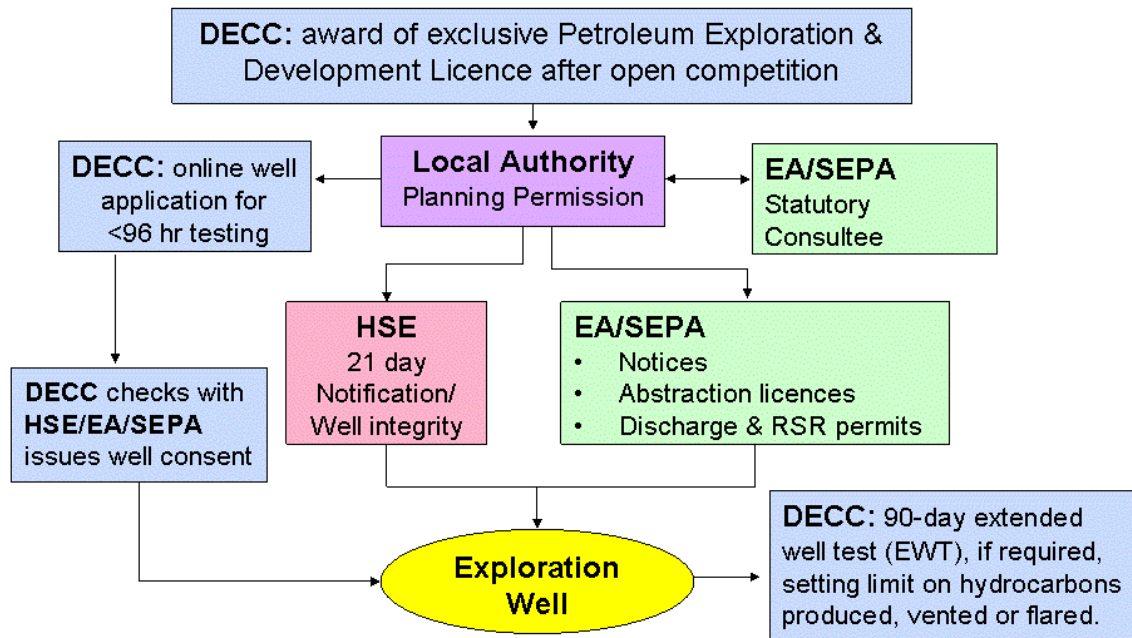 DECC: award of exclusive Petroleum Exploration &
Development Licence after open competition
DECC: online well
application for
<96 hr testing
Local Authority
Planning Permission
EA/SEPA
Statutory
Consultee
HSE
21 day
Notification/
Well integrity
EA/SEPA
• Notices
• Abstraction licences
• Discharge & RSR permits
DECC checks with
HSE/EA/SEPA
issues well consent
Exploration
Well
DECC: 90-day extended
well test (EWT), if required,
setting limit on hydrocarbons
produced, vented or flared.